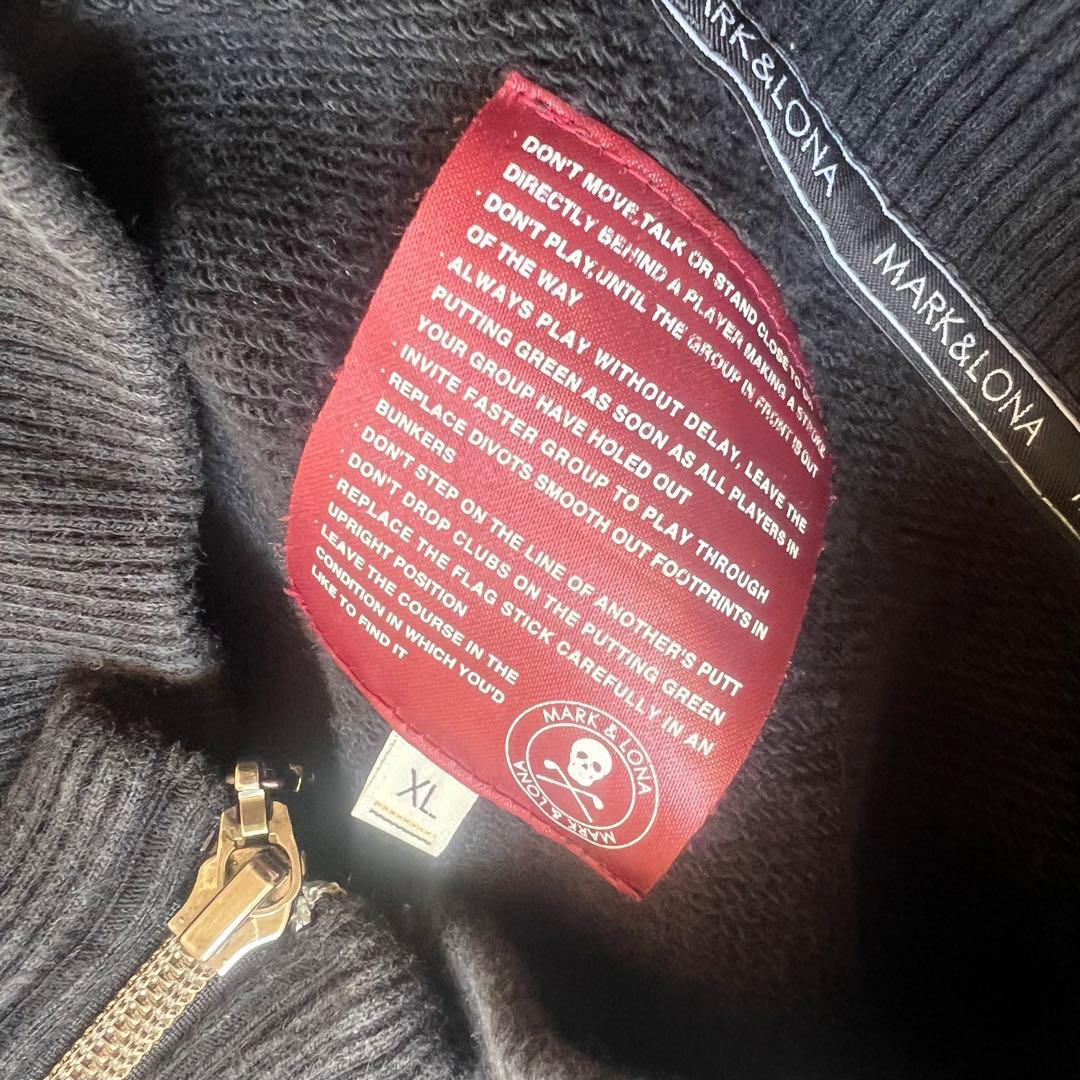 DON'T MOVE, TALK OR STAND CLOSE TO OR
DIRECTLY BEHIND A PLAYER MAKING A STROKE
· DON'T PLAY, UNTIL THE GROUP IN FRONT IS OUT
OF THE WAY
· ALWAYS PLAY WITHOUT DELAY, LEAVE THE
PUTTING GREEN AS SOON AS ALL PLAYERS IN
YOUR GROUP HAVE HOLED OUT
· INVITE FASTER GROUP TO PLAY THROUGH
· REPLACE DIVOTS SMOOTH OUT FOOTPRINTS IN
BUNKERS
· DON'T STEP ON THE LINE OF ANOTHER'S PUTT
· DON'T DROP CLUBS ON THE PUTTING GREEN
· REPLACE THE FLAG STICK CAREFULLY IN AN
UPRIGHT POSITION
LEAVE THE COURSE IN THE
CONDITION IN WHICH YOU'D
LIKE TO FIND IT
MARK & LONA
MARK & LONA
XL
ARK&LONA
MARK&LONA